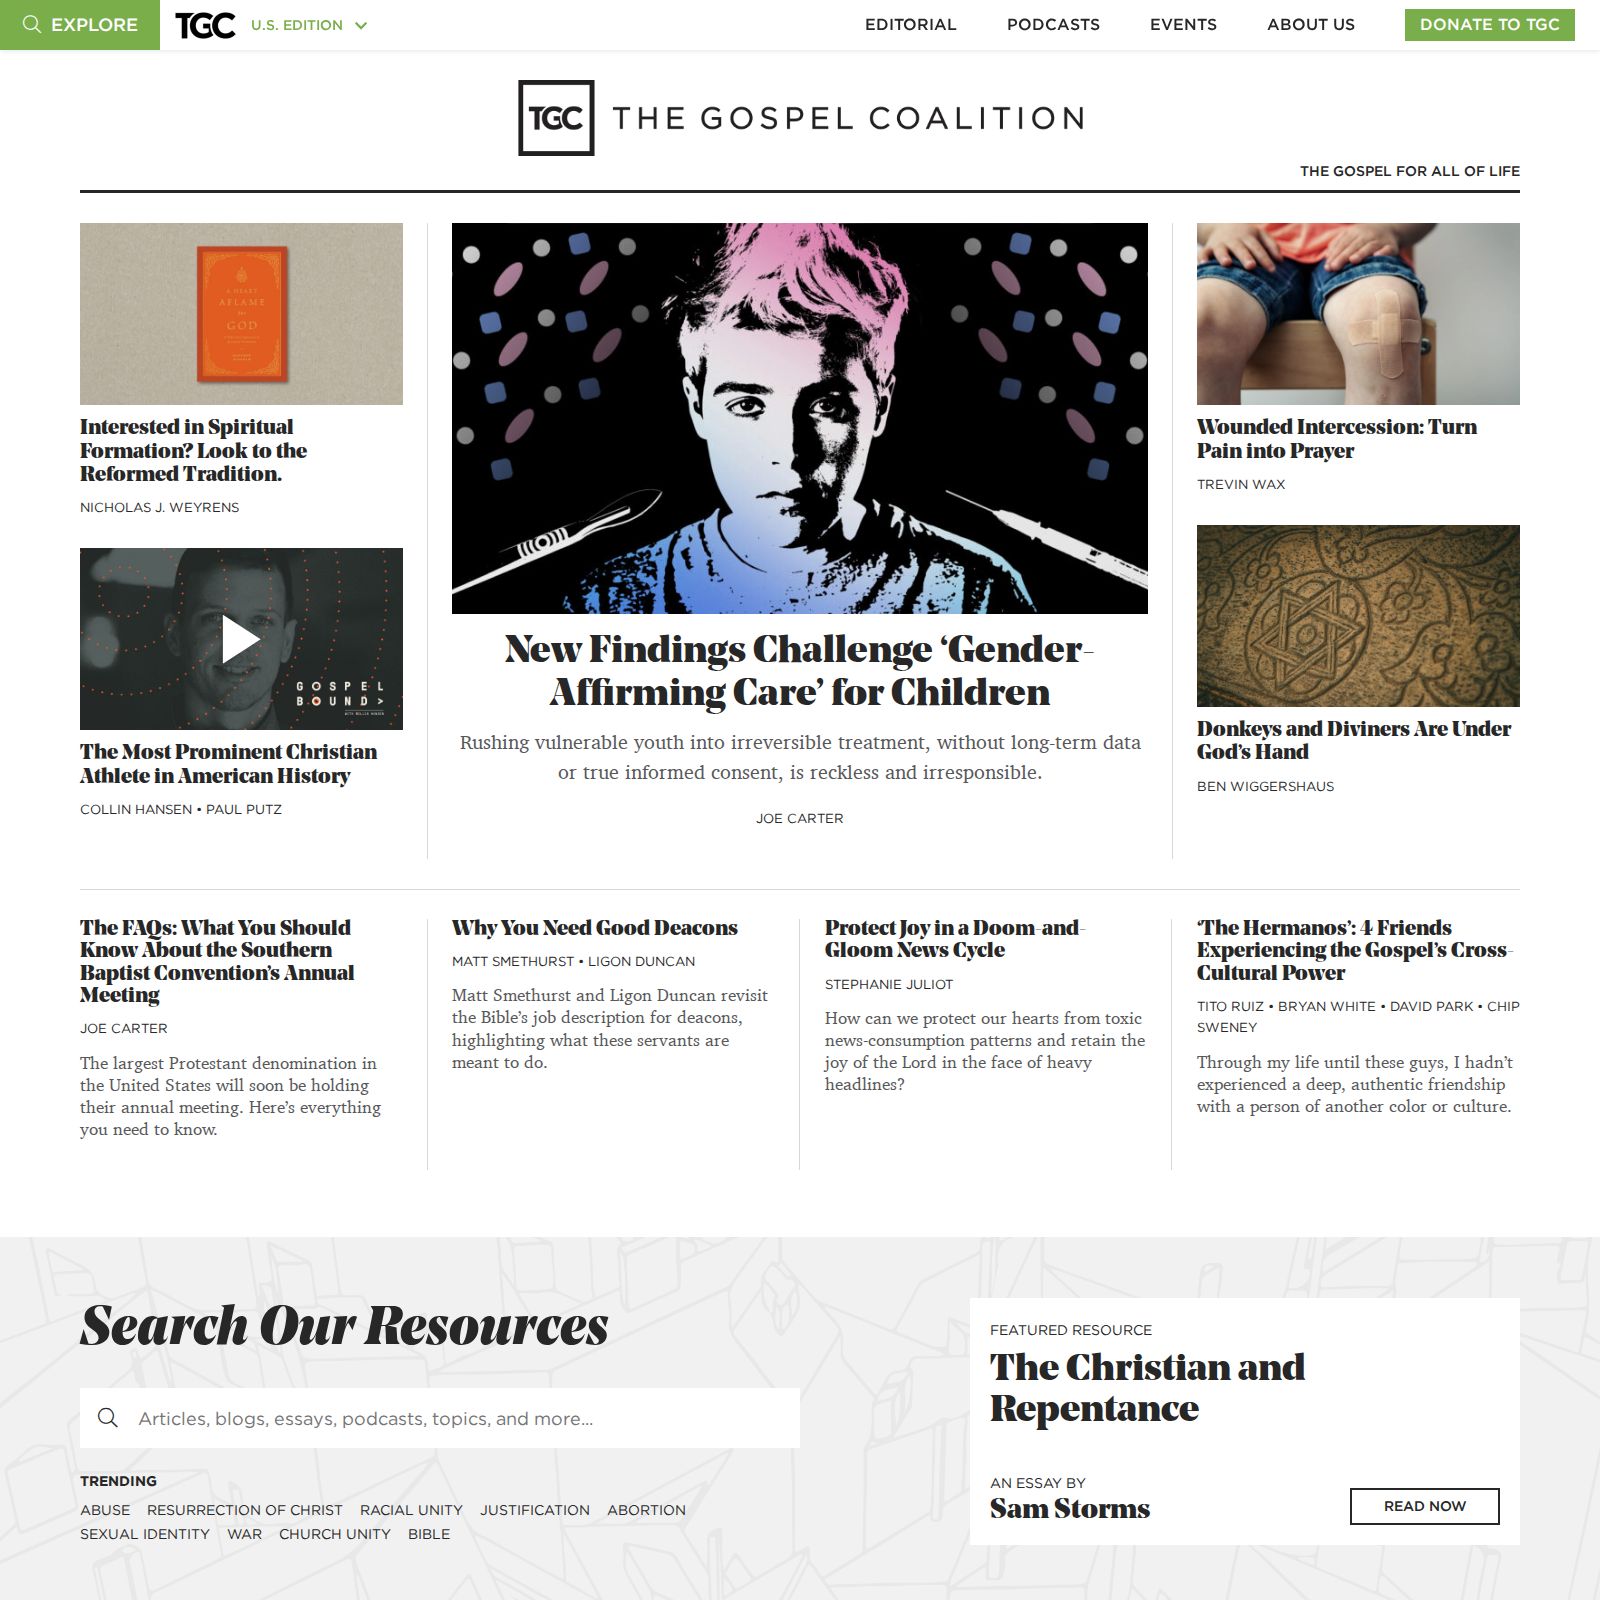 EXPLORE
TGC
U.S. EDITION
EDITORIAL
PODCASTS
EVENTS
ABOUT US
DONATE TO TGC
TGC
THE GOSPEL COALITION
THE GOSPEL FOR ALL OF LIFE
A HEART
AFLAME
for
GOD
Interested in Spiritual
Formation? Look to the
Reformed Tradition.
NICHOLAS J. WEYRENS
GOSPEL
BOUND>
WITH COLLIN HANSEN
The Most Prominent Christian
Athlete in American History
COLLIN HANSEN • PAUL PUTZ
New Findings Challenge ‘Gender-
Affirming Care’ for Children
Rushing vulnerable youth into irreversible treatment, without long-term data
or true informed consent, is reckless and irresponsible.
JOE CARTER
Wounded Intercession: Turn
Pain into Prayer
TREVIN WAX
Donkeys and Diviners Are Under
God’s Hand
BEN WIGGERSHAUS
The FAQs: What You Should
Know About the Southern
Baptist Convention’s Annual
Meeting
JOE CARTER
The largest Protestant denomination in
the United States will soon be holding
their annual meeting. Here’s everything
you need to know.
Why You Need Good Deacons
MATT SMETHURST • LIGON DUNCAN
Matt Smethurst and Ligon Duncan revisit
the Bible’s job description for deacons,
highlighting what these servants are
meant to do.
Protect Joy in a Doom-and-
Gloom News Cycle
STEPHANIE JULIOT
How can we protect our hearts from toxic
news-consumption patterns and retain the
joy of the Lord in the face of heavy
headlines?
‘The Hermanos’: 4 Friends
Experiencing the Gospel’s Cross-
Cultural Power
TITO RUIZ • BRYAN WHITE • DAVID PARK • CHIP
SWENEY
Through my life until these guys, I hadn’t
experienced a deep, authentic friendship
with a person of another color or culture.
Search Our Resources
Articles, blogs, essays, podcasts, topics, and more...
TRENDING
ABUSE RESURRECTION OF CHRIST RACIAL UNITY JUSTIFICATION ABORTION
SEXUAL IDENTITY WAR CHURCH UNITY BIBLE
FEATURED RESOURCE
The Christian and
Repentance
AN ESSAY BY
Sam Storms
READ NOW